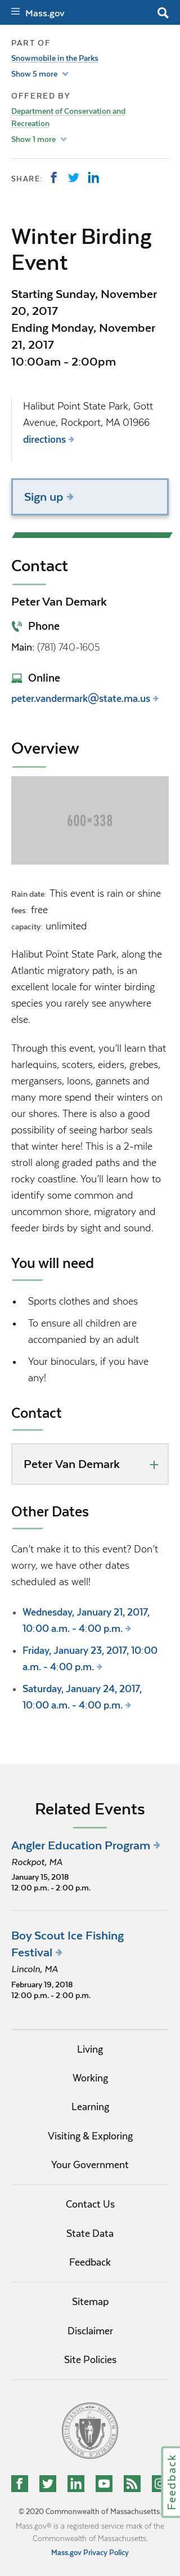 Mass.gov
PART OF
Snowmobile in the Parks
Show 5 more
OFFERED BY
Department of Conservation and
Recreation
Show 1 more
SHARE:
Winter Birding
Event
Starting Sunday, November
20, 2017
Ending Monday, November
21, 2017
10:00am - 2:00pm
Halibut Point State Park, Gott
Avenue, Rockport, MA 01966
directions
Sign up
Contact
Peter Van Demark
Phone
Main: (781) 740-1605
Online
peter.vandermark@state.ma.us
Overview
600×338
Rain date: This event is rain or shine
fees: free
capacity: unlimited
Halibut Point State Park, along the
Atlantic migratory path, is an
excellent locale for winter birding
species you rarely see anywhere
else.
Through this event, you’ll learn that
harlequins, scoters, eiders, grebes,
mergansers, loons, gannets and
many more spend their winters on
our shores. There is also a good
possibility of seeing harbor seals
that winter here! This is a 2-mile
stroll along graded paths and the
rocky coastline. You'll learn how to
identify some common and
uncommon shore, migratory and
feeder birds by sight and sound.
You will need
• Sports clothes and shoes
• To ensure all children are
accompanied by an adult
• Your binoculars, if you have
any!
Contact
Peter Van Demark
Other Dates
Can’t make it to this event? Don’t
worry, we more other dates
scheduled as well!
• Wednesday, January 21, 2017,
10:00 a.m. - 4:00 p.m.
• Friday, January 23, 2017, 10:00
a.m. - 4:00 p.m.
• Saturday, January 24, 2017,
10:00 a.m. - 4:00 p.m.
Related Events
Angler Education Program
Rockpot, MA
January 15, 2018
12:00 p.m. - 2:00 p.m.
Boy Scout Ice Fishing
Festival
Lincoln, MA
February 19, 2018
12:00 p.m. - 2:00 p.m.
Living
Working
Learning
Visiting & Exploring
Your Government
Contact Us
State Data
Feedback
Sitemap
Disclaimer
Site Policies
Feedback
© 2020 Commonwealth of Massachusetts.
Mass.gov® is a registered service mark of the
Commonwealth of Massachusetts.
Mass.gov Privacy Policy